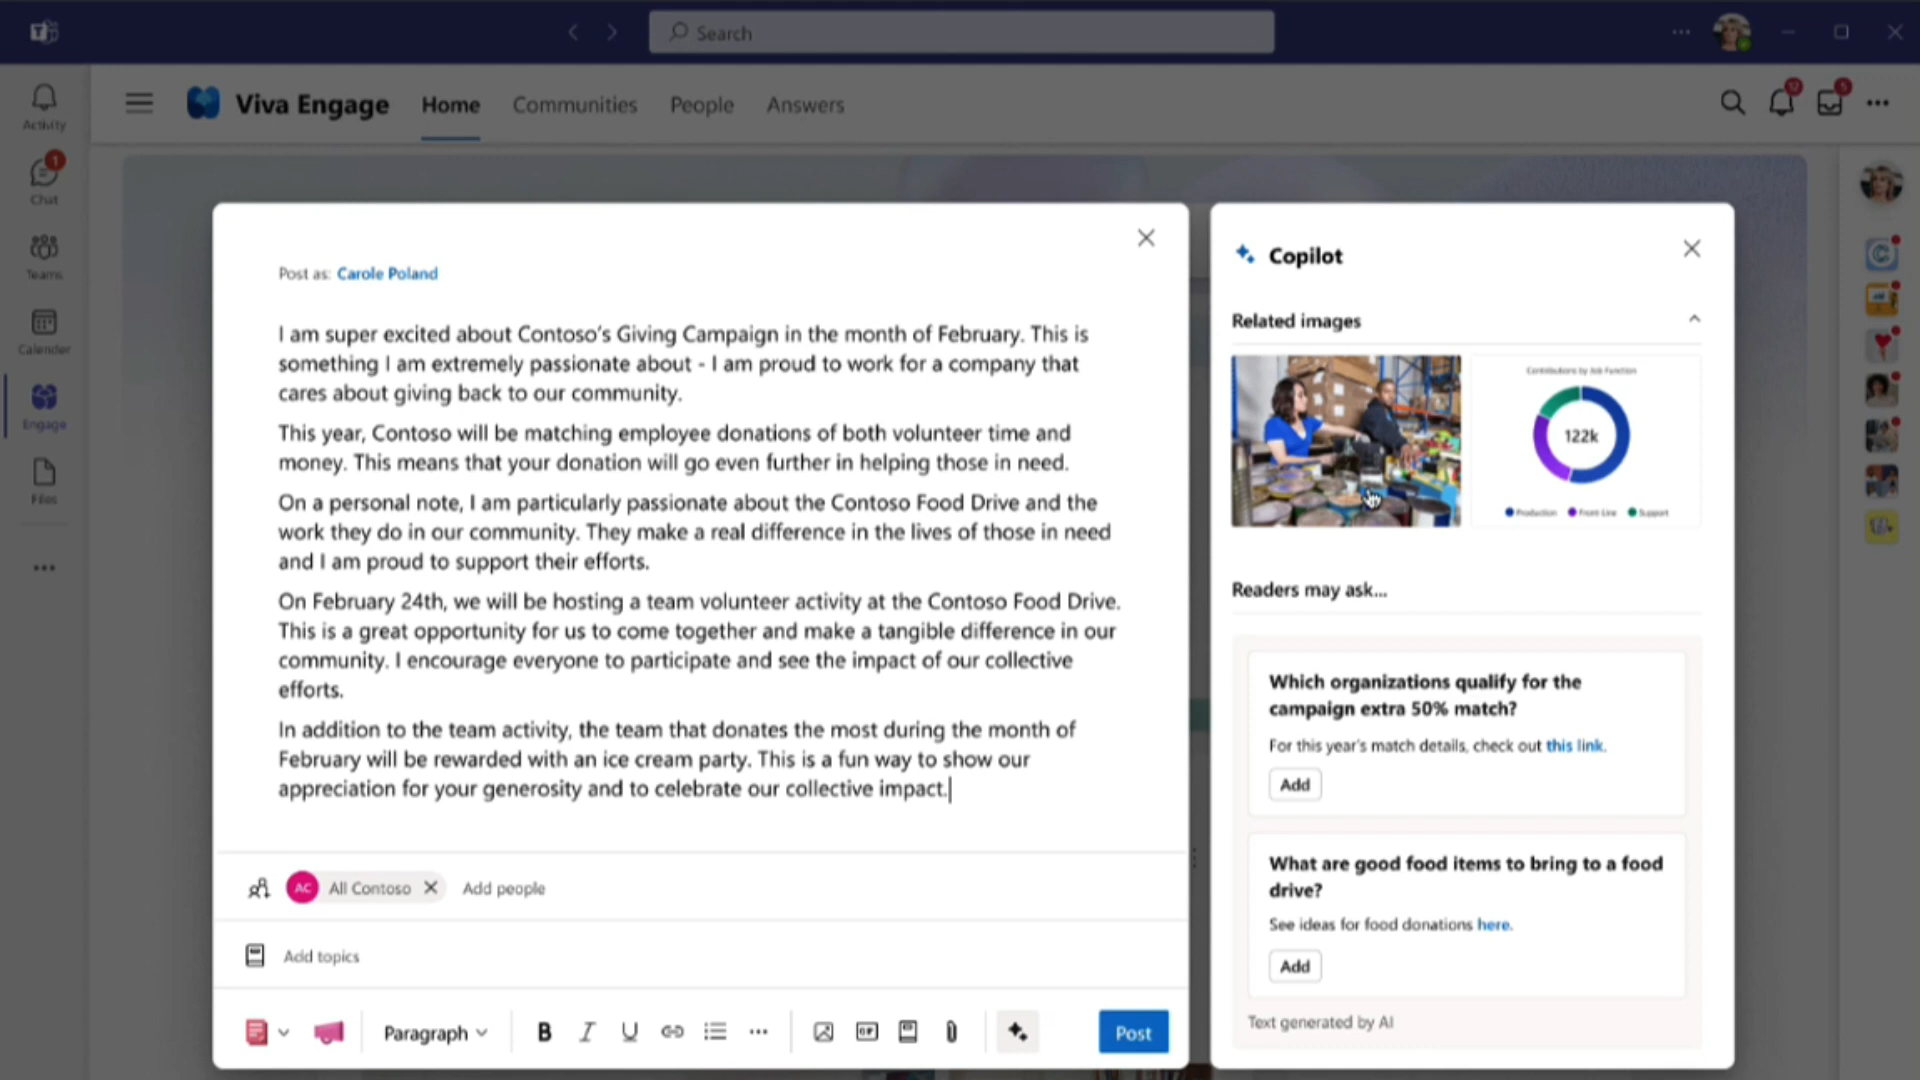 Search
Viva Engage
Home
Communities
People
Answers
17
5
Activity
1
Chat
Teams
Calender
Engage
Files
Post as: Carole Poland
I am super excited about Contoso's Giving Campaign in the month of February. This is
something I am extremely passionate about - I am proud to work for a company that
cares about giving back to our community.
This year, Contoso will be matching employee donations of both volunteer time and
money. This means that your donation will go even further in helping those in need.
On a personal note, I am particularly passionate about the Contoso Food Drive and the
work they do in our community. They make a real difference in the lives of those in need
and I am proud to support their efforts.
On February 24th, we will be hosting a team volunteer activity at the Contoso Food Drive.
This is a great opportunity for us to come together and make a tangible difference in our
community. I encourage everyone to participate and see the impact of our collective
efforts.
In addition to the team activity, the team that donates the most during the month of
February will be rewarded with an ice cream party. This is a fun way to show our
appreciation for your generosity and to celebrate our collective impact.
AC All Contoso Add people
Add topics
Paragraph
B I U
GIF
Post
Copilot
Related images
Contributions by Job Function
122k
Production Front Line Support
Readers may ask...
Which organizations qualify for the
campaign extra 50% match?
For this year's match details, check out this link.
Add
What are good food items to bring to a food
drive?
See ideas for food donations here.
Add
Text generated by AI